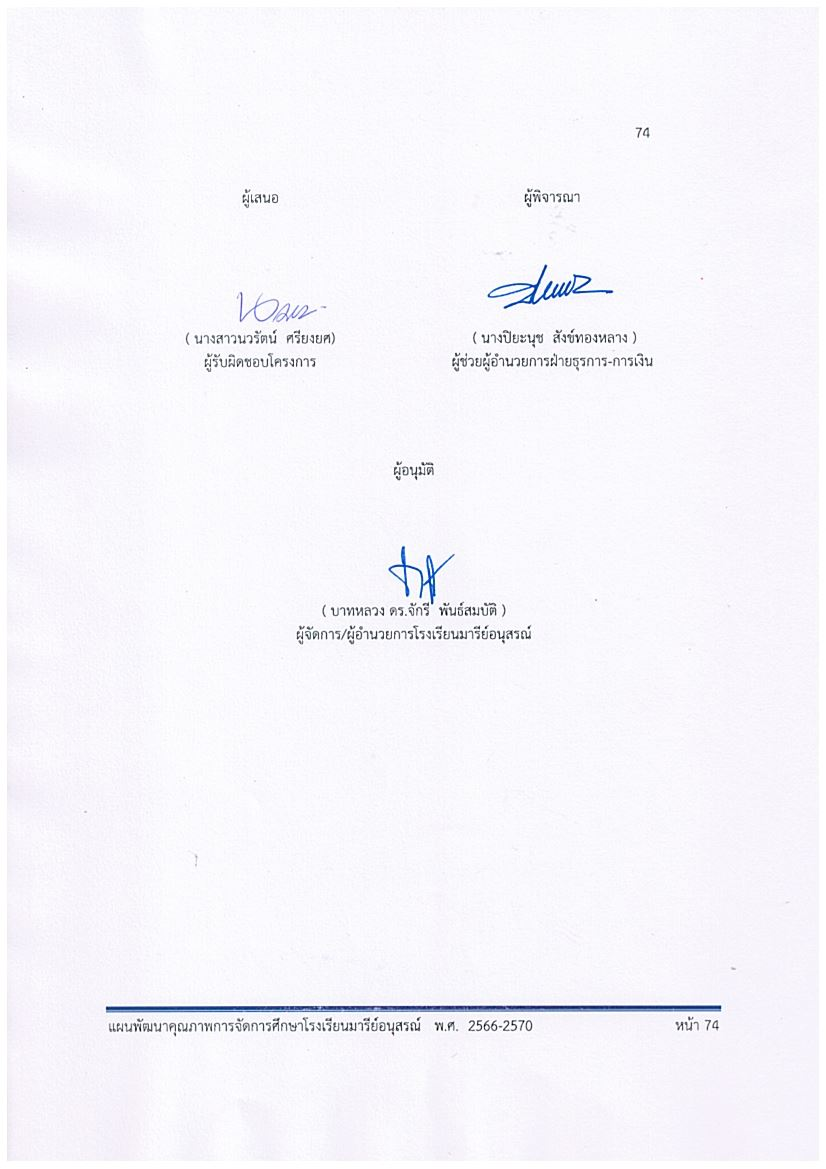 74
ผู้เสนอ ผู้พิจารณา
( นางสาวนวรัตน์ ศรียงยศ) ( นางปิยะนุช สังข์ทองหลาง )
ผู้รับผิดชอบโครงการ ผู้ช่วยผู้อำนวยการฝ่ายธุรการ-การเงิน
ผู้อนุมัติ
( บาทหลวง ดร.จักรี พันธ์สมบัติ )
ผู้จัดการ/ผู้อำนวยการโรงเรียนมารีย์อนุสรณ์
แผนพัฒนาคุณภาพการจัดการศึกษาโรงเรียนมารีย์อนุสรณ์ พ.ศ. 2566-2570 หน้า 74